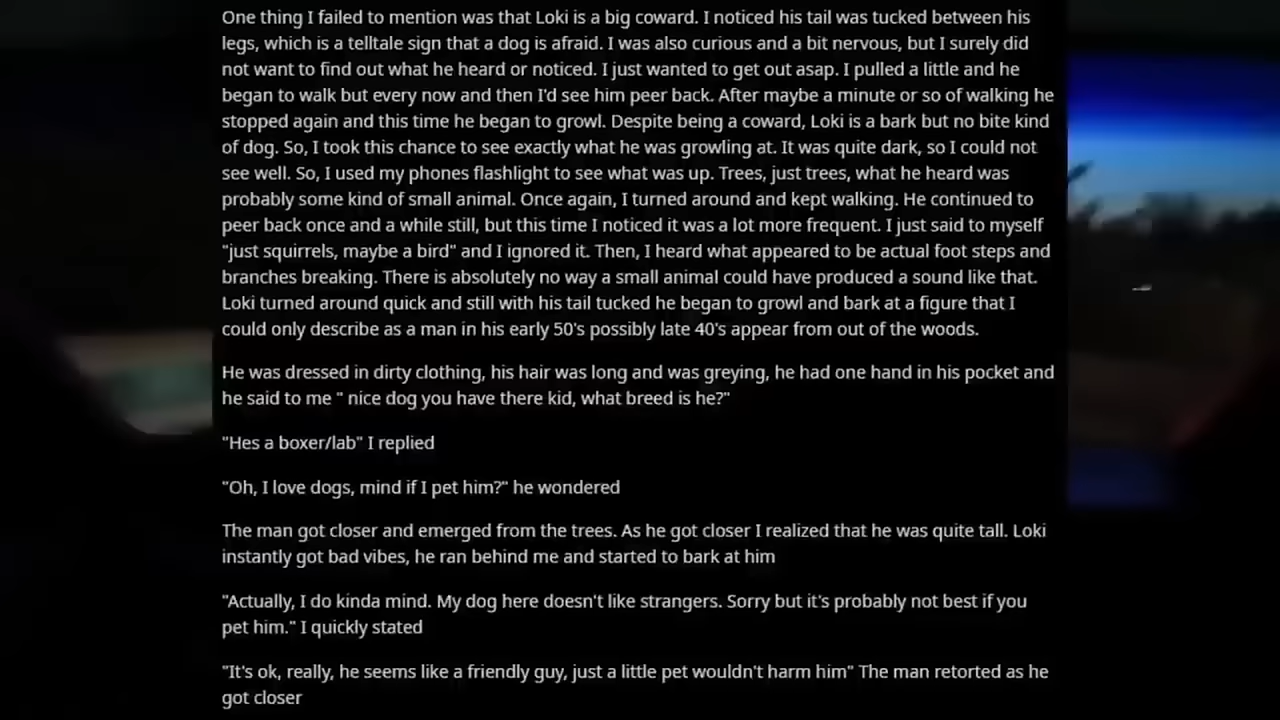 One thing I failed to mention was that Loki is a big coward. I noticed his tail was tucked between his
legs, which is a telltale sign that a dog is afraid. I was also curious and a bit nervous, but I surely did
not want to find out what he heard or noticed. I just wanted to get out asap. I pulled a little and he
began to walk but every now and then I'd see him peer back. After maybe a minute or so of walking he
stopped again and this time he began to growl. Despite being a coward, Loki is a bark but no bite kind
of dog. So, I took this chance to see exactly what he was growling at. It was quite dark, so I could not
see well. So, I used my phones flashlight to see what was up. Trees, just trees, what he heard was
probably some kind of small animal. Once again, I turned around and kept walking. He continued to
peer back once and a while still, but this time I noticed it was a lot more frequent. I just said to myself
"just squirrels, maybe a bird" and I ignored it. Then, I heard what appeared to be actual foot steps and
branches breaking. There is absolutely no way a small animal could have produced a sound like that.
Loki turned around quick and still with his tail tucked he began to growl and bark at a figure that I
could only describe as a man in his early 50's possibly late 40's appear from out of the woods.
He was dressed in dirty clothing, his hair was long and was greying, he had one hand in his pocket and
he said to me " nice dog you have there kid, what breed is he?"
"Hes a boxer/lab" I replied
"Oh, I love dogs, mind if I pet him?" he wondered
The man got closer and emerged from the trees. As he got closer I realized that he was quite tall. Loki
instantly got bad vibes, he ran behind me and started to bark at him
"Actually, I do kinda mind. My dog here doesn't like strangers. Sorry but it's probably not best if you
pet him." I quickly stated
"It's ok, really, he seems like a friendly guy, just a little pet wouldn't harm him" The man retorted as he
got closer